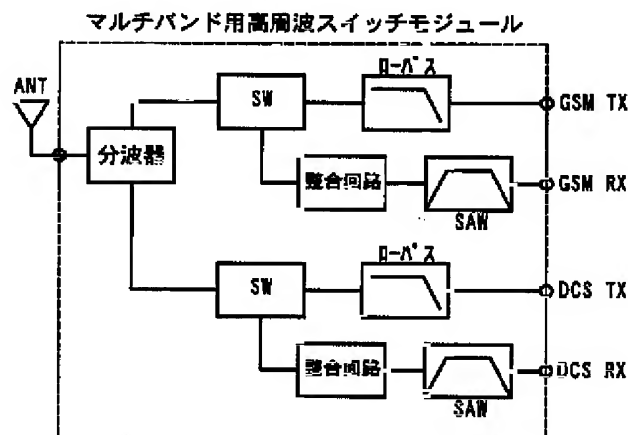 マルチバンド用高周波スイッチモジュール
ANT
分波器
SW
ローパス
GSM TX
整合回路
SAW
GSM RX
SW
ローパス
DCS TX
整合回路
SAW
DCS RX